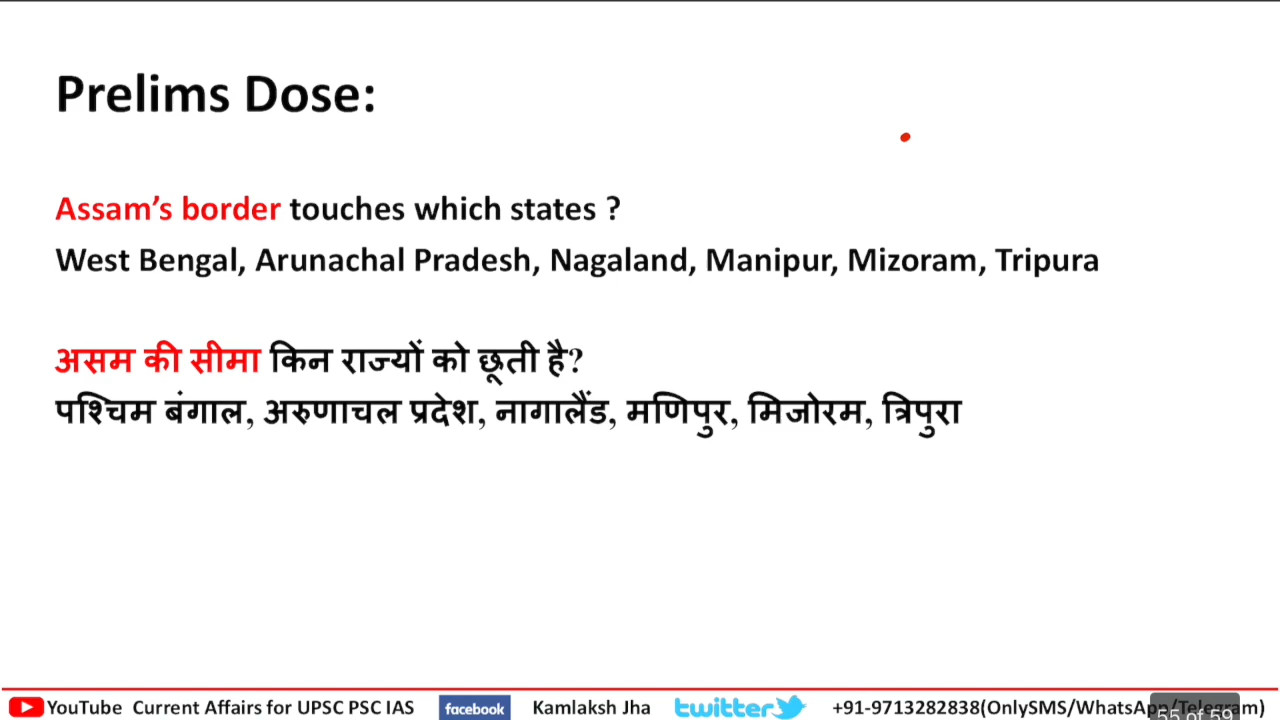 Prelims Dose:
Assam’s border touches which states ?
West Bengal, Arunachal Pradesh, Nagaland, Manipur, Mizoram, Tripura
असम की सीमा किन राज्यों को छूती है?
पश्चिम बंगाल, अरुणाचल प्रदेश, नागालैंड, मणिपुर, मिजोरम, त्रिपुरा
YouTube Current Affairs for UPSC PSC IAS facebook Kamlaksh Jha twitter +91-9713282838(OnlySMS/WhatsApp/Telegram)
55 of 59